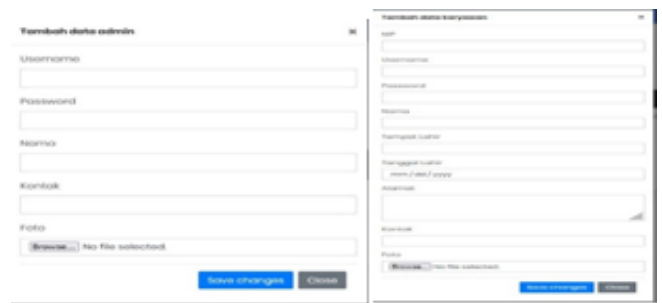 Tambah data admin ×
Username
Password
Nama
Kontak
Foto
Browse... No file selected.
Save changes Close
Tambah data karyawan ×
NIP
Username
Password
Nama
Tempat Lahir
Tanggal Lahir
mm/dd/yyyy
Alamat
Kontak
Foto
Browse... No file selected.
Save changes Close